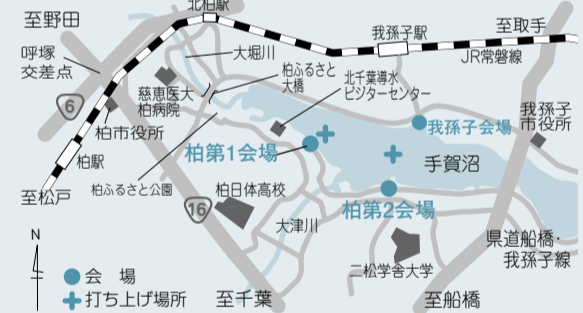 至野田
北柏駅
呼塚
交差点
大堀川
我孫子駅
至取手
JR常磐線
6
慈恵医大
柏病院
柏ふるさと
大橋
北千葉導水
ビジターセンター
柏市役所
柏駅
我孫子会場
我孫子
市役所
柏第1会場
手賀沼
至松戸
柏ふるさと公園
16
柏日体高校
柏第2会場
大津川
N
県道船橋・
我孫子線
二松学舎大学
会 場
打ち上げ場所
至千葉
至船橋